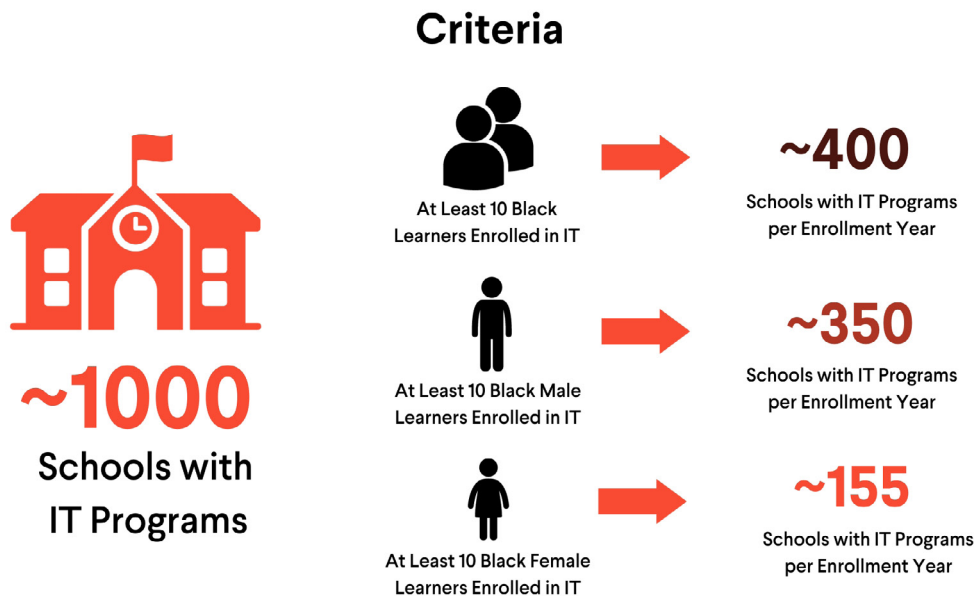 Criteria
~1000
Schools with
IT Programs
At Least 10 Black
Learners Enrolled in IT
~400
Schools with IT Programs
per Enrollment Year
At Least 10 Black Male
Learners Enrolled in IT
~350
Schools with IT Programs
per Enrollment Year
At Least 10 Black Female
Learners Enrolled in IT
~155
Schools with IT Programs
per Enrollment Year